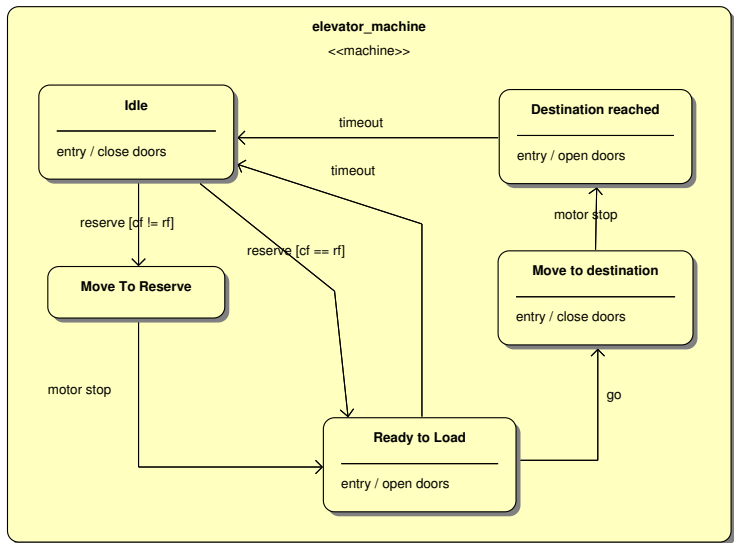 elevator_machine
<<machine>>
Idle
entry / close doors
timeout
Destination reached
entry / open doors
timeout
reserve [cf != rf]
reserve [cf == rf]
motor stop
Move To Reserve
Move to destination
entry / close doors
motor stop
go
Ready to Load
entry / open doors